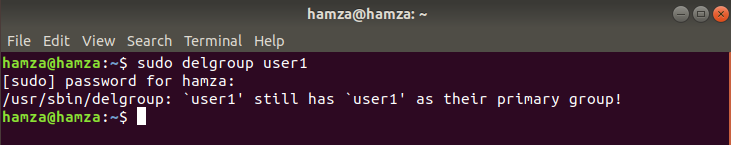 hamza@hamza: ~
File Edit View Search Terminal Help
hamza@hamza:~$ sudo delgroup user1
[sudo] password for hamza:
/usr/sbin/delgroup: `user1' still has `user1' as their primary group!
hamza@hamza:~$